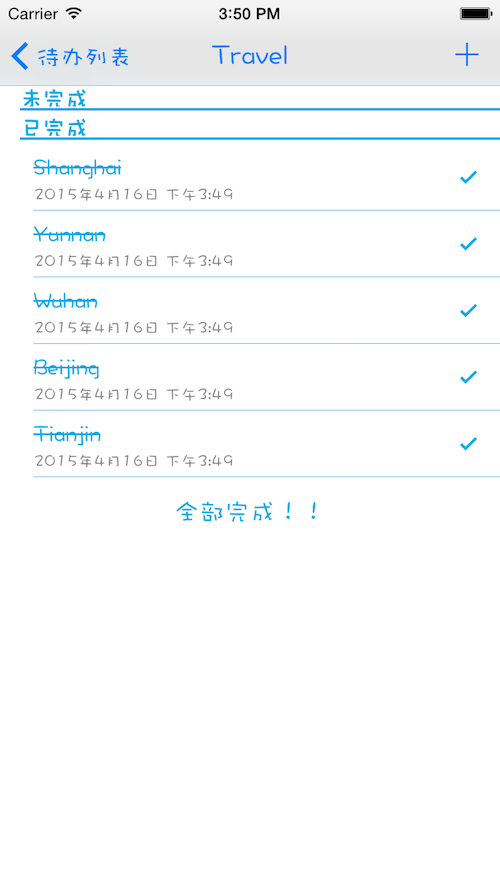 Carrier 3:50 PM
待办列表 Travel
未完成
已完成
Shanghai
2015年4月16日 下午3:49
Yunnan
2015年4月16日 下午3:49
Wuhan
2015年4月16日 下午3:49
Beijing
2015年4月16日 下午3:49
Tianjin
2015年4月16日 下午3:49
全部完成！！